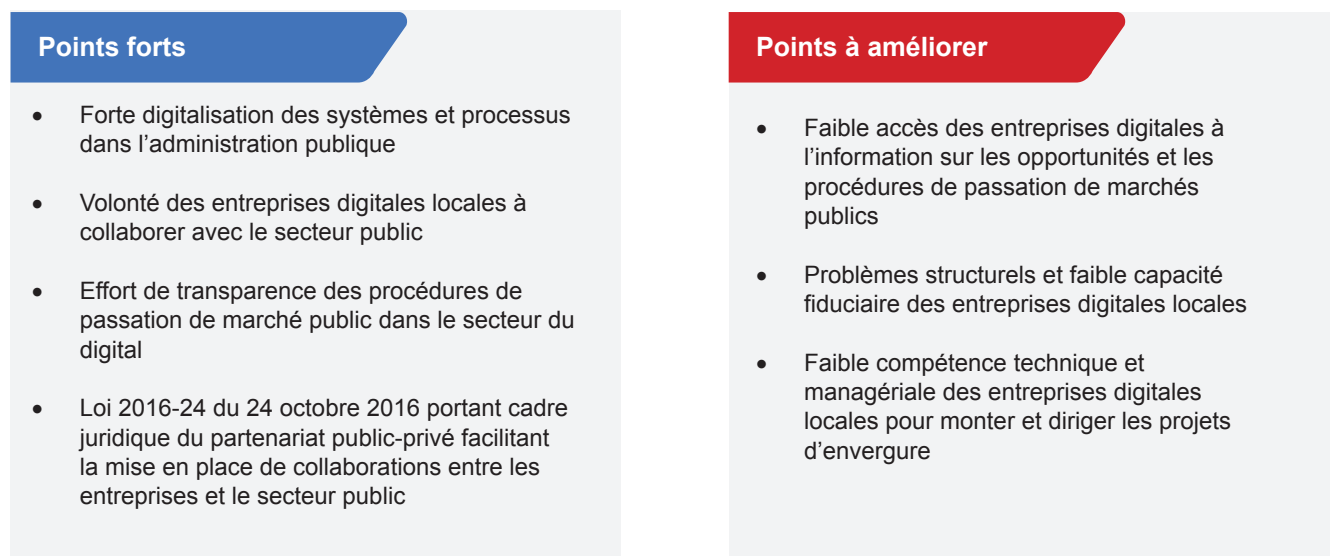 Points forts
• Forte digitalisation des systèmes et processus
dans l’administration publique
• Volonté des entreprises digitales locales à
collaborer avec le secteur public
• Effort de transparence des procédures de
passation de marché public dans le secteur du
digital
• Loi 2016-24 du 24 octobre 2016 portant cadre
juridique du partenariat public-privé facilitant
la mise en place de collaborations entre les
entreprises et le secteur public
Points à améliorer
• Faible accès des entreprises digitales à
l’information sur les opportunités et les
procédures de passation de marchés
publics
• Problèmes structurels et faible capacité
fiduciaire des entreprises digitales locales
• Faible compétence technique et
managériale des entreprises digitales
locales pour monter et diriger les projets
d’envergure